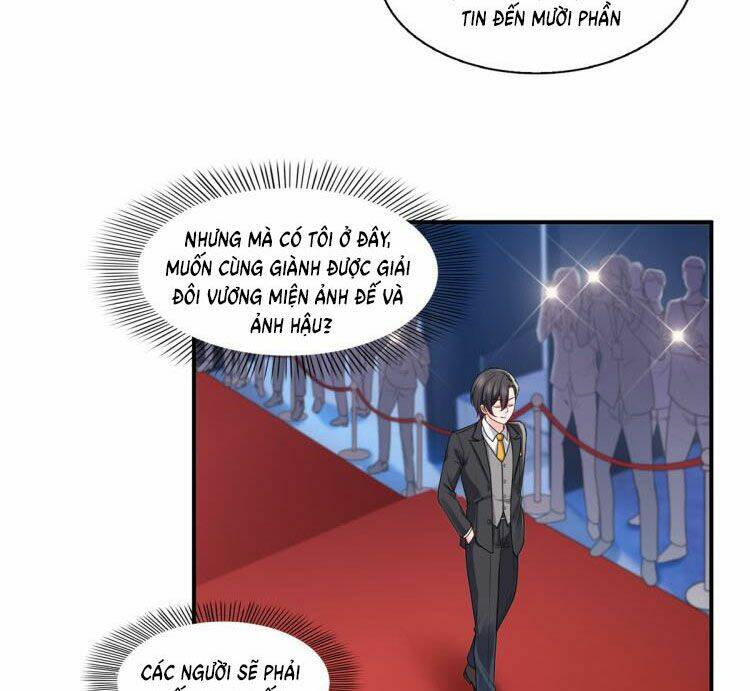 TIN ĐẾN MƯỜI PHẦN
NHƯNG MÀ CÓ TÔI Ở ĐÂY,
MUỐN CÙNG GIÀNH ĐƯỢC GIẢI
ĐÔI VƯƠNG MIỆN ẢNH ĐẾ VÀ
ẢNH HẬU?
CÁC NGƯỜI SẼ PHẢI